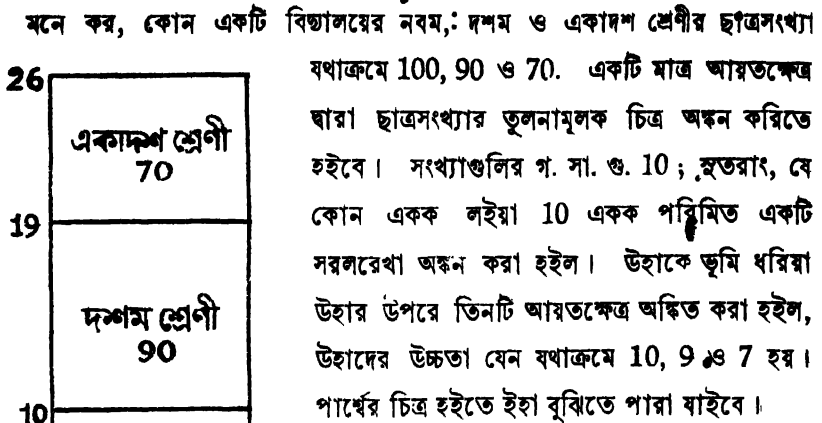 মনে কর, কোন একটি বিদ্যালয়ের নবম, দশম ও একাদশ শ্রেণীর ছাত্রসংখ্যা
যথাক্রমে 100, 90 ও 70. একটি মাত্র আয়তক্ষেত্র
দ্বারা ছাত্রসংখ্যার তুলনামূলক চিত্র অঙ্কন করিতে
হইবে। সংখ্যাগুলির গ. সা. গু. 10 ; সুতরাং, যে
কোন একক লইয়া 10 একক পরিমিত একটি
সরলরেখা অঙ্কন করা হইল। উহাকে ভূমি ধরিয়া
উহার উপরে তিনটি আয়তক্ষেত্র অঙ্কিত করা হইল,
উহাদের উচ্চতা যেন যথাক্রমে 10, 9 ও 7 হয়।
পার্শ্বের চিত্র হইতে ইহা বুঝিতে পারা যাইবে।
26
একাদশ শ্রেণী
70
19
দশম শ্রেণী
90
10